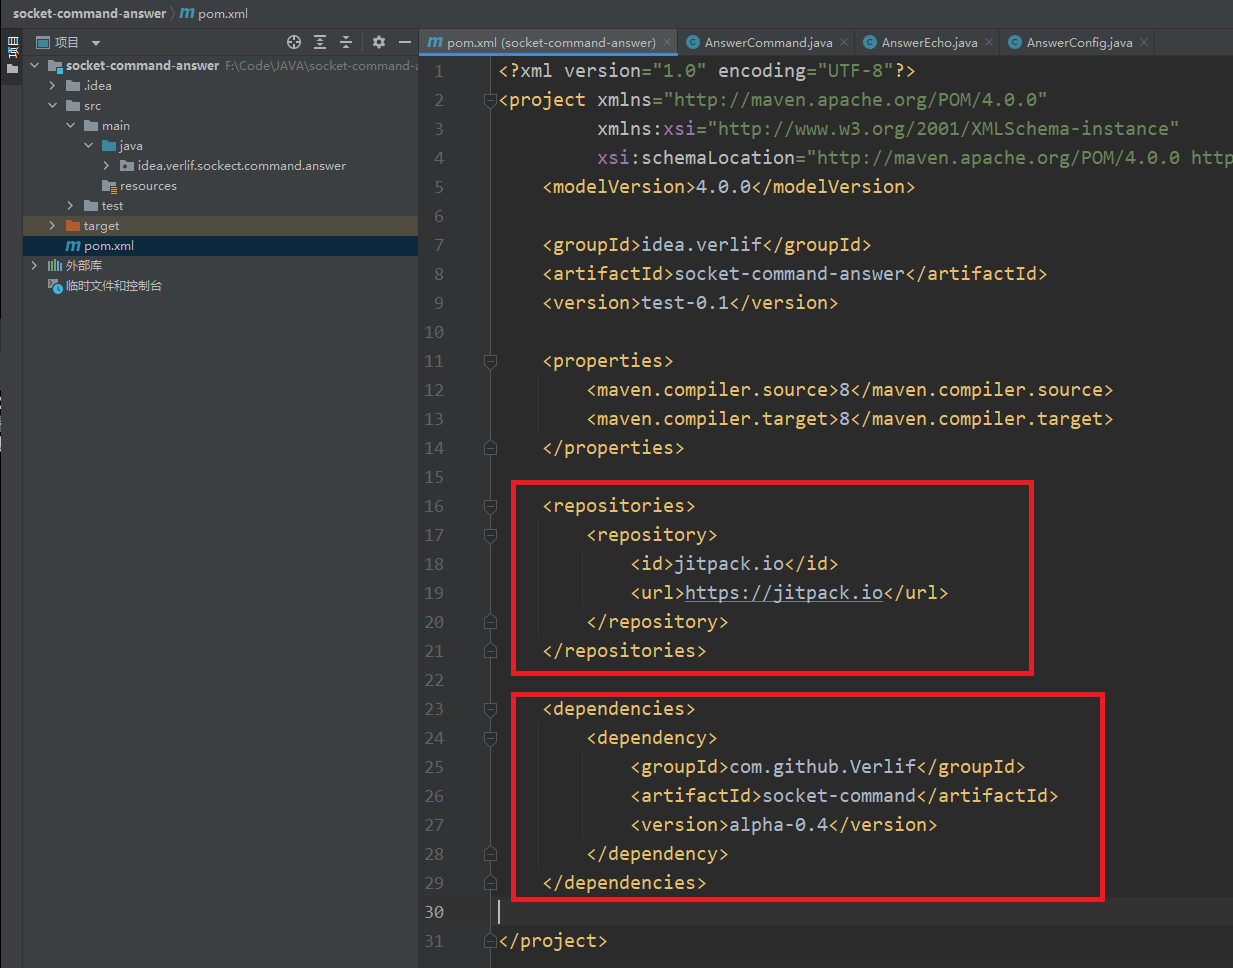 socket-command-answer
pom.xml
项目
项目
socket-command-answer F:\Code\JAVA\socket-command-
.idea
src
main
java
idea.verlif.sockect.command.answer
resources
test
target
pom.xml
外部库
临时文件和控制台
pom.xml (socket-command-answer)
AnswerCommand.java
AnswerEcho.java
AnswerConfig.java
1 <?xml version="1.0" encoding="UTF-8"?>
2 <project xmlns="http://maven.apache.org/POM/4.0.0"
3 xmlns:xsi="http://www.w3.org/2001/XMLSchema-instance"
4 xsi:schemaLocation="http://maven.apache.org/POM/4.0.0 http
5 <modelVersion>4.0.0</modelVersion>
6
7 <groupId>idea.verlif</groupId>
8 <artifactId>socket-command-answer</artifactId>
9 <version>test-0.1</version>
10
11 <properties>
12 <maven.compiler.source>8</maven.compiler.source>
13 <maven.compiler.target>8</maven.compiler.target>
14 </properties>
15
16 <repositories>
17 <repository>
18 <id>jitpack.io</id>
19 <url>https://jitpack.io</url>
20 </repository>
21 </repositories>
22
23 <dependencies>
24 <dependency>
25 <groupId>com.github.Verlif</groupId>
26 <artifactId>socket-command</artifactId>
27 <version>alpha-0.4</version>
28 </dependency>
29 </dependencies>
30
31 </project>